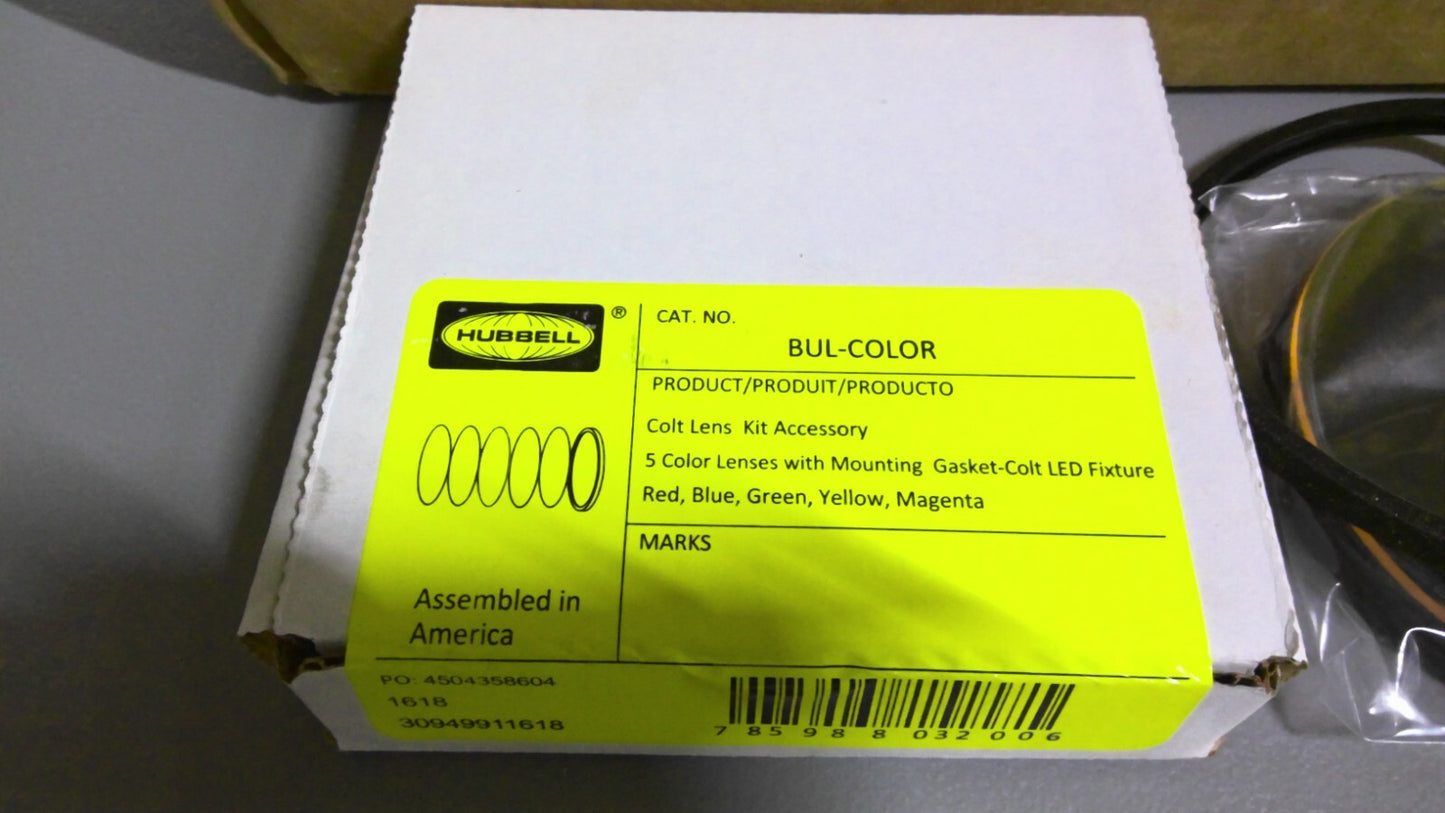 HUBBELL®
CAT. NO.
BUL-COLOR
PRODUCT/PRODUIT/PRODUCTO
Colt Lens Kit Accessory
5 Color Lenses with Mounting Gasket-Colt LED Fixture
Red, Blue, Green, Yellow, Magenta
MARKS
Assembled in
America
PO: 4504358604
1618
30949911618
7 85988 03200 6